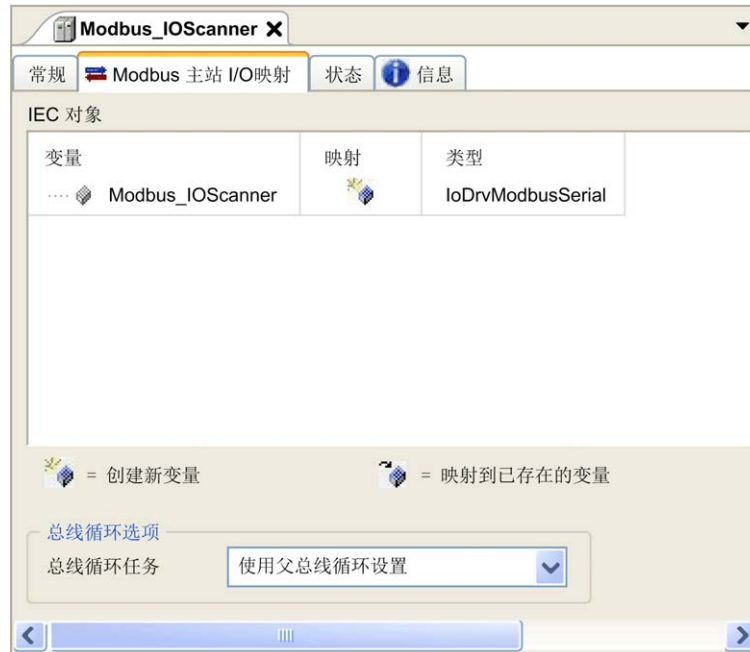 Modbus_IOScanner
常规 Modbus 主站 I/O映射 状态 信息
IEC 对象
变量 映射 类型
Modbus_IOScanner IoDrvModbusSerial
= 创建新变量 = 映射到已存在的变量
总线循环选项
总线循环任务 使用父总线循环设置